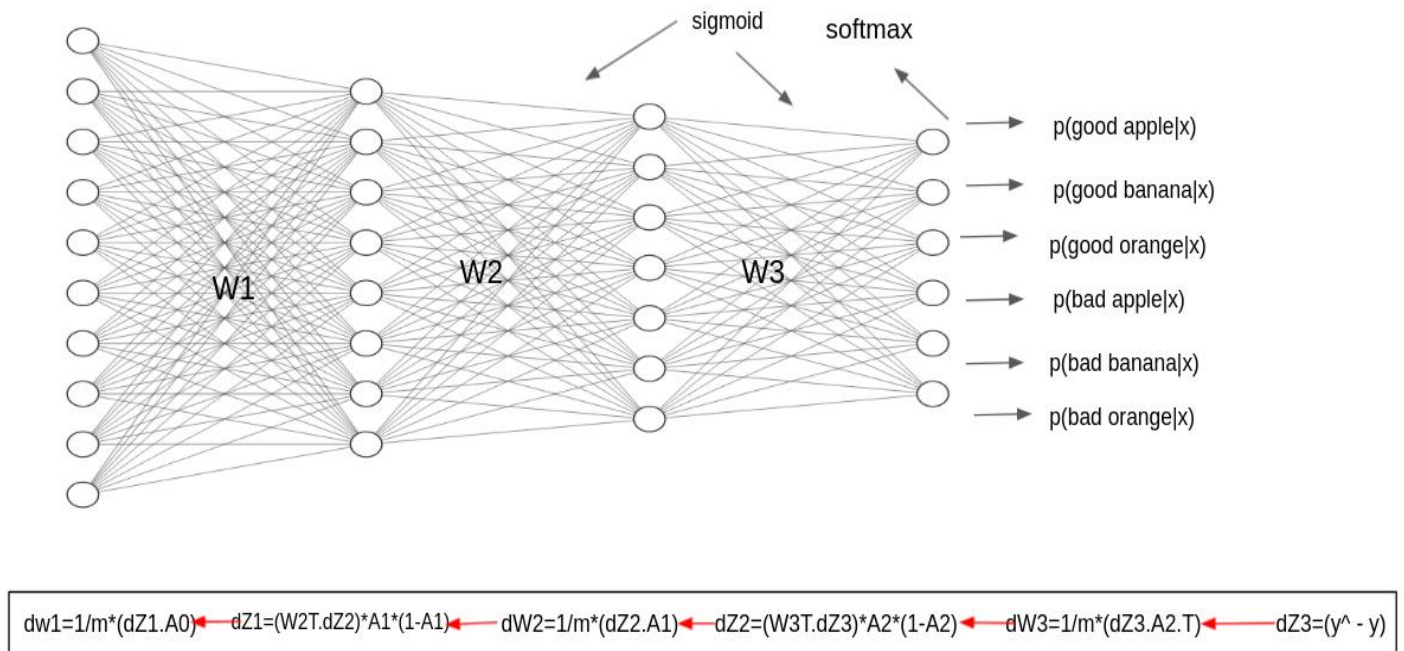 sigmoid
softmax
p(good apple|x)
p(good banana|x)
p(good orange|x)
W1
W2
W3
p(bad apple|x)
p(bad banana|x)
p(bad orange|x)
dw1=1/m*(dZ1.A0) dZ1=(W2T.dZ2)*A1*(1-A1) dW2=1/m*(dZ2.A1) dZ2=(W3T.dZ3)*A2*(1-A2) dW3=1/m*(dZ3.A2.T) dZ3=(y^ - y)